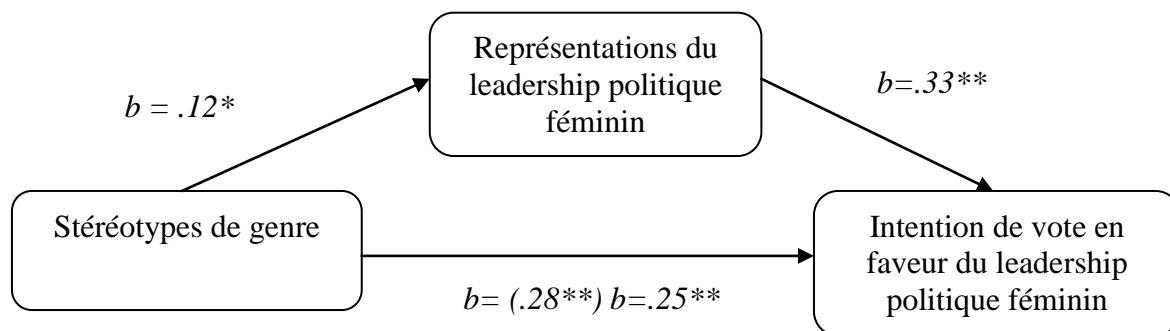 Représentations du
leadership politique
féminin
b = .12*
b=.33**
Stéréotypes de genre
Intention de vote en
faveur du leadership
politique féminin
b= (.28**) b=.25**